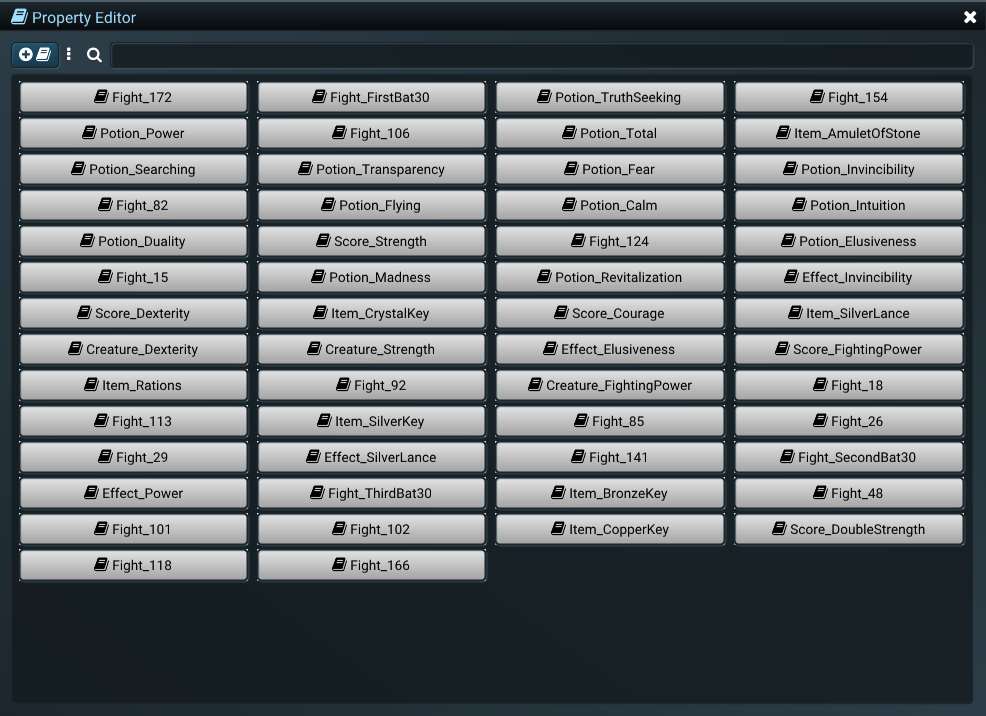 Property Editor
Fight_172 Fight_FirstBat30 Potion_TruthSeeking Fight_154
Potion_Power Fight_106 Potion_Total Item_AmuletOfStone
Potion_Searching Potion_Transparency Potion_Fear Potion_Invincibility
Fight_82 Potion_Flying Potion_Calm Potion_Intuition
Potion_Duality Score_Strength Fight_124 Potion_Elusiveness
Fight_15 Potion_Madness Potion_Revitalization Effect_Invincibility
Score_Dexterity Item_CrystalKey Score_Courage Item_SilverLance
Creature_Dexterity Creature_Strength Effect_Elusiveness Score_FightingPower
Item_Rations Fight_92 Creature_FightingPower Fight_18
Fight_113 Item_SilverKey Fight_85 Fight_26
Fight_29 Effect_SilverLance Fight_141 Fight_SecondBat30
Effect_Power Fight_ThirdBat30 Item_BronzeKey Fight_48
Fight_101 Fight_102 Item_CopperKey Score_DoubleStrength
Fight_118 Fight_166